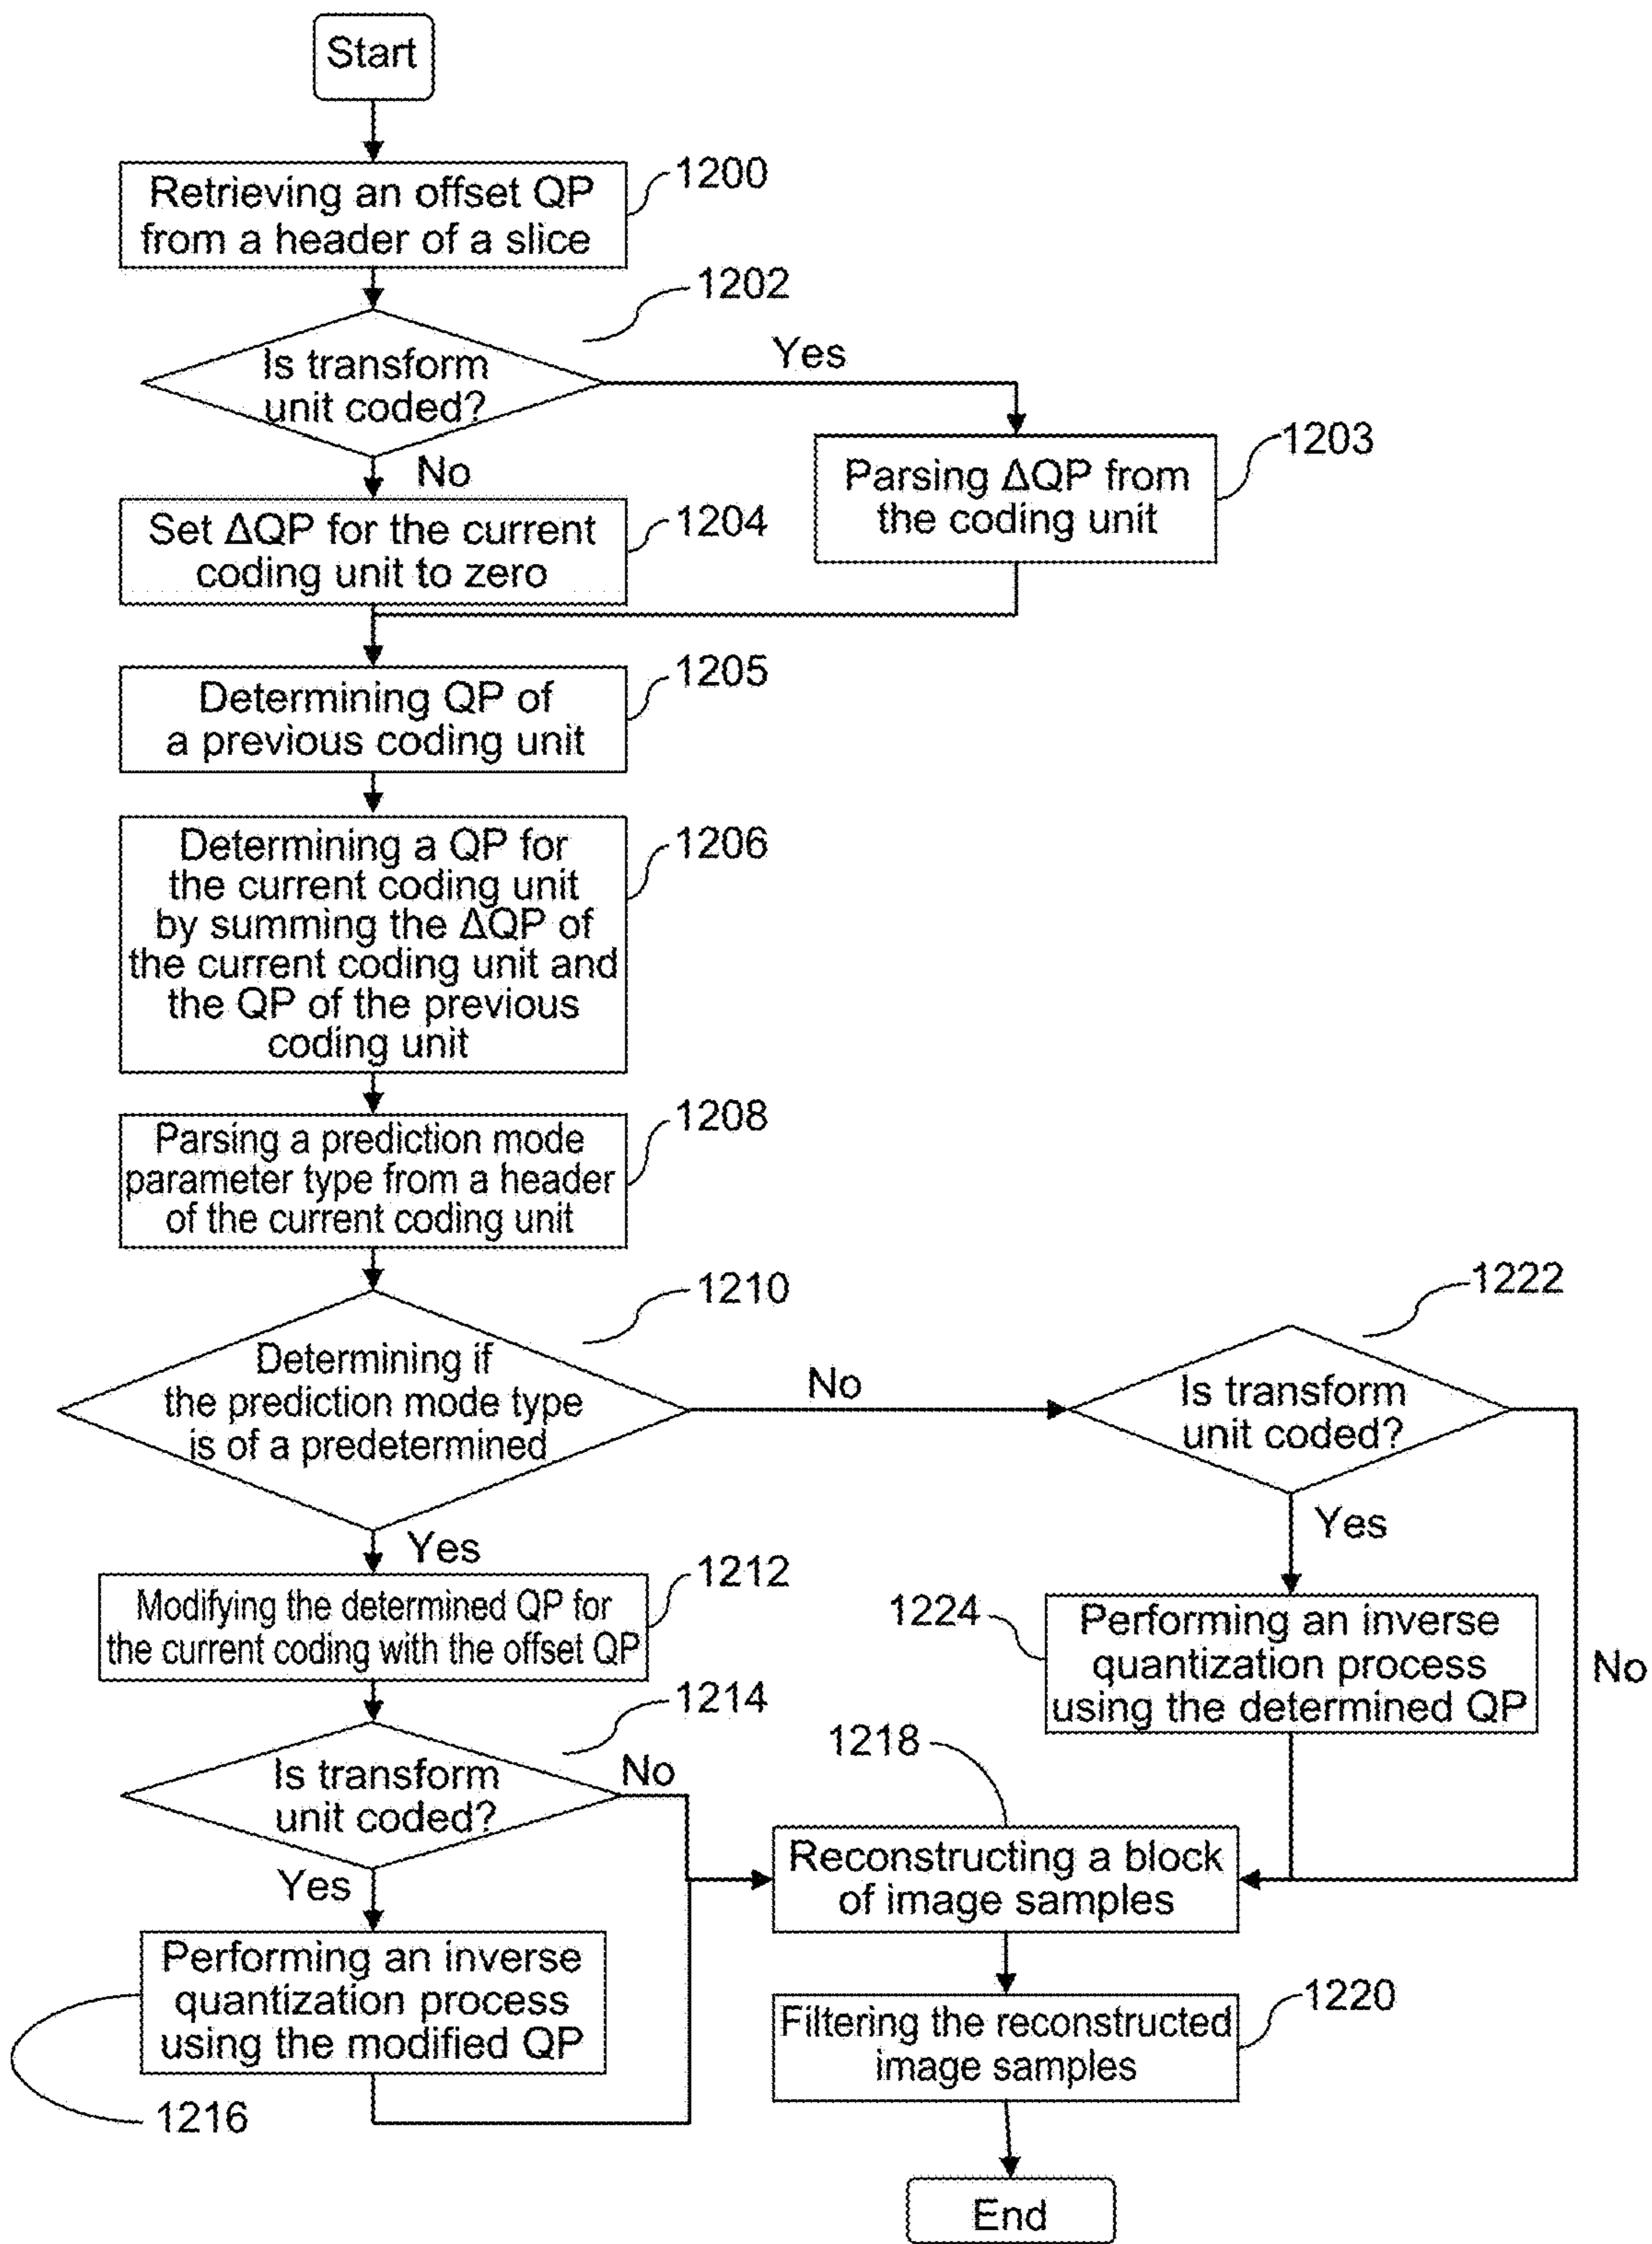 Start
1200
Retrieving an offset QP
from a header of a slice
1202
Is transform
unit coded?
Yes
No
1203
Parsing ΔQP from
the coding unit
1204
Set ΔQP for the current
coding unit to zero
1205
Determining QP of
a previous coding unit
1206
Determining a QP for
the current coding unit
by summing the ΔQP of
the current coding unit and
the QP of the previous
coding unit
1208
Parsing a prediction mode
parameter type from a header
of the current coding unit
1210
Determining if
the prediction mode type
is of a predetermined
No
Yes
1222
Is transform
unit coded?
Yes
No
1212
Modifying the determined QP for
the current coding with the offset QP
1224
Performing an inverse
quantization process
using the determined QP
1214
Is transform
unit coded?
No
Yes
1218
Reconstructing a block
of image samples
Performing an inverse
quantization process
using the modified QP
1216
1220
Filtering the reconstructed
image samples
End